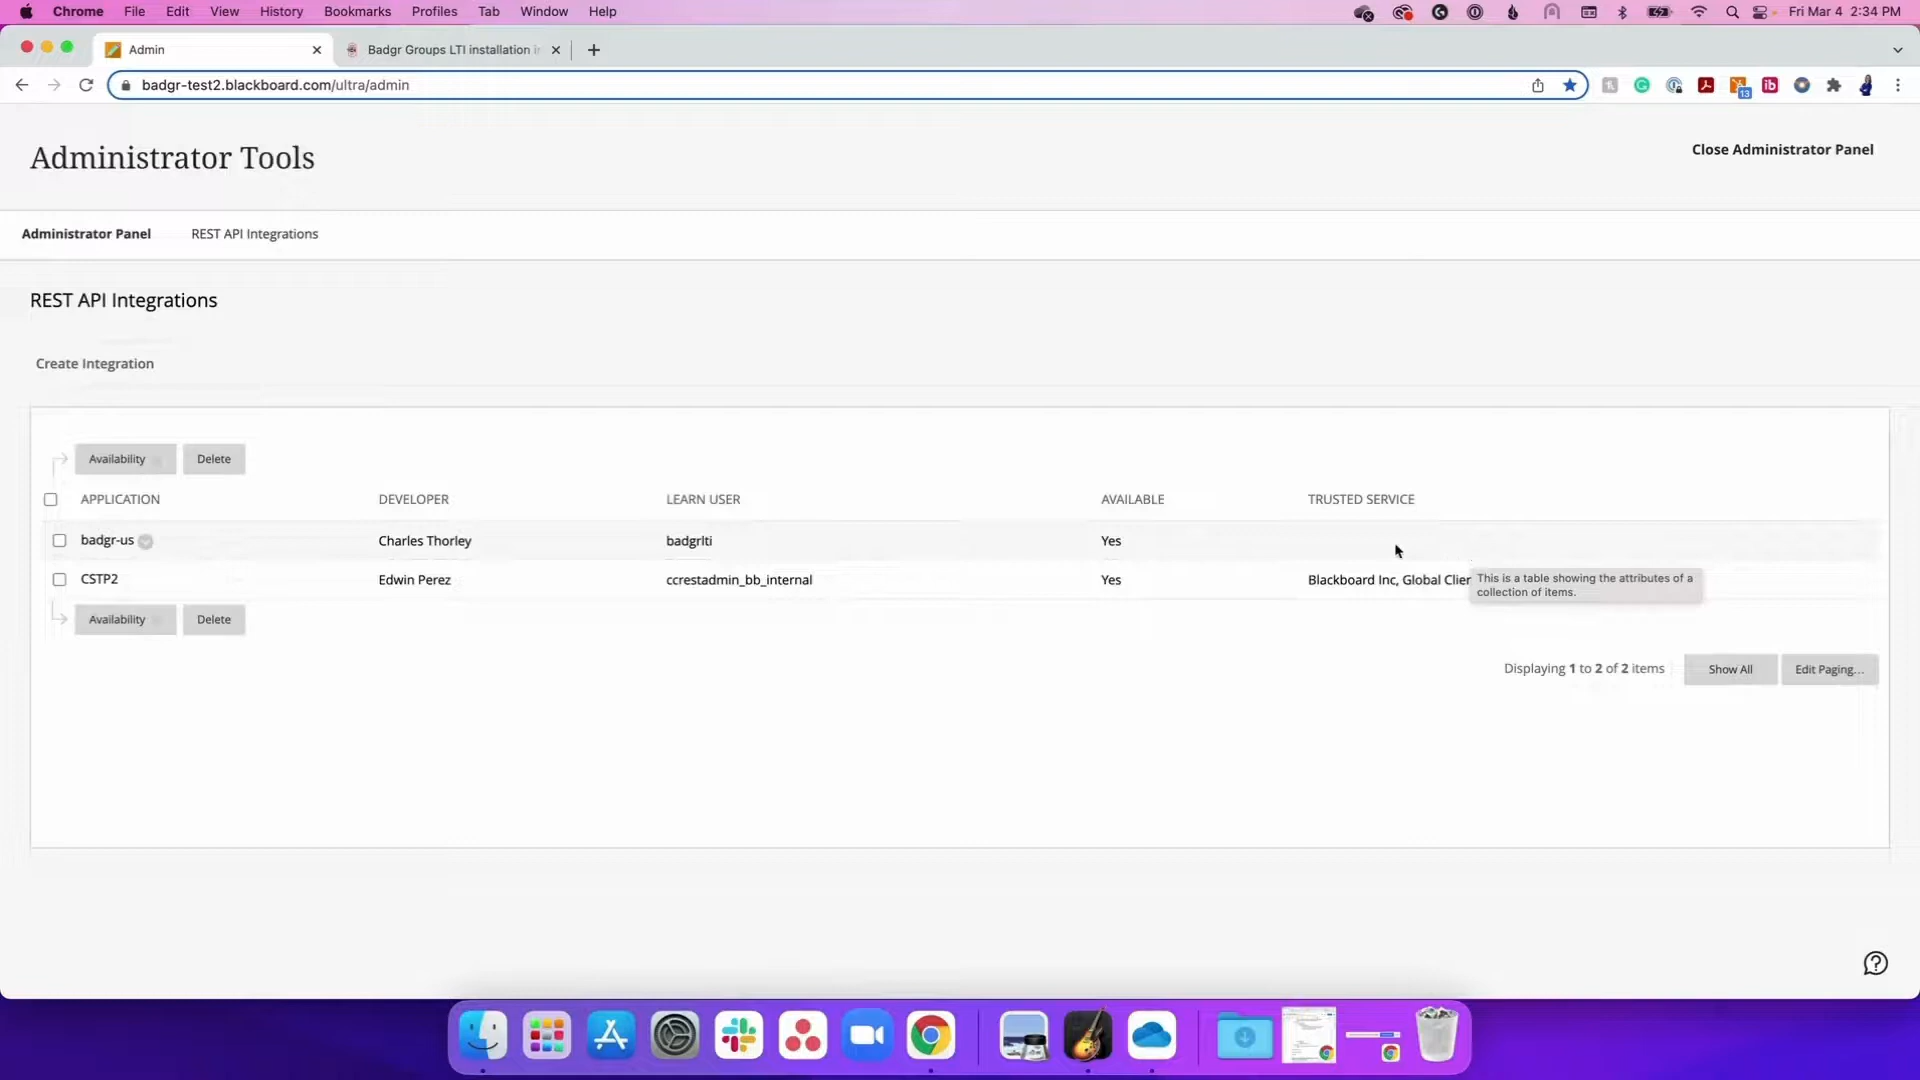 Chrome File Edit View History Bookmarks Profiles Tab Window Help Fri Mar 4 2:34 PM
Admin Badgr Groups LTI installation
badgr-test2.blackboard.com/ultra/admin 13
Administrator Tools
Close Administrator Panel
Administrator Panel REST API Integrations
REST API Integrations
Create Integration
Availability Delete
APPLICATION DEVELOPER LEARN USER AVAILABLE TRUSTED SERVICE
badgr-us Charles Thorley badgrlti Yes
CSTP2 Edwin Perez ccrestadmin_bb_internal Yes Blackboard Inc, Global
This is a table showing the attributes of a
collection of items.
Availability Delete
Displaying 1 to 2 of 2 items Show All Edit Paging...